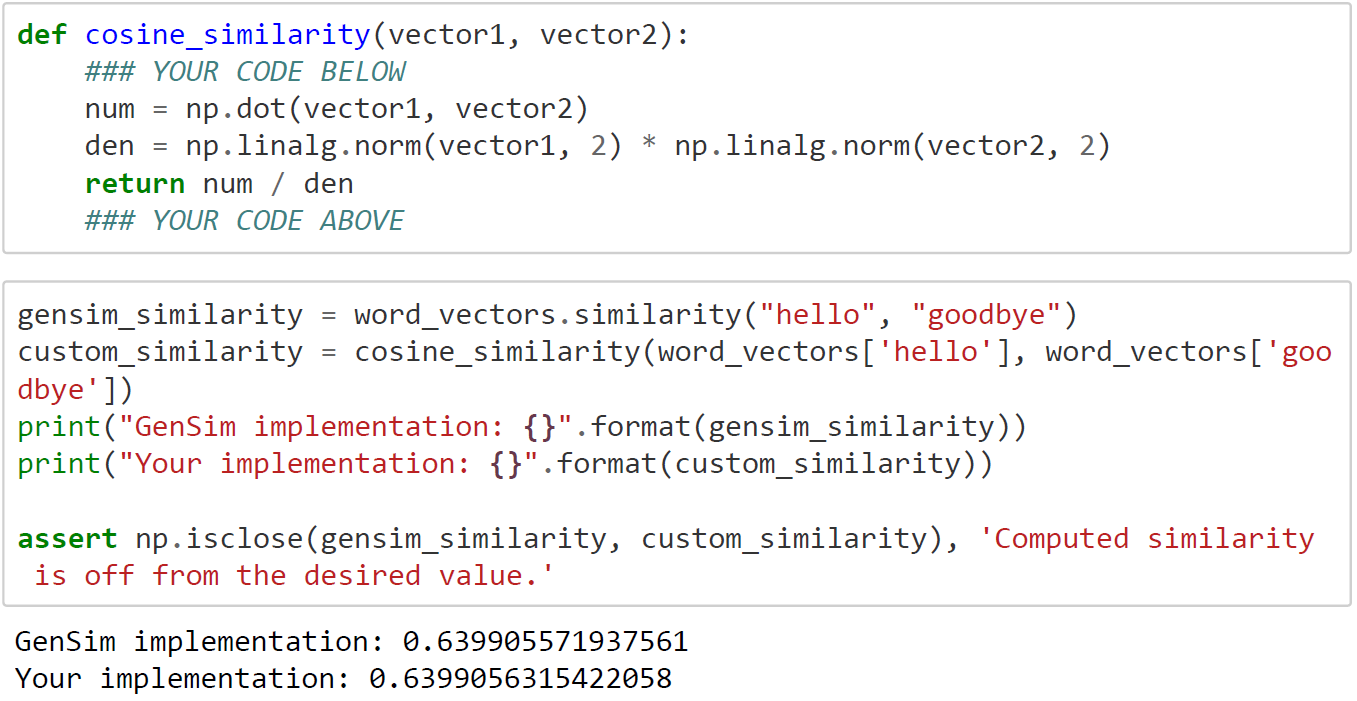 def cosine_similarity(vector1, vector2):
    ### YOUR CODE BELOW
    num = np.dot(vector1, vector2)
    den = np.linalg.norm(vector1, 2) * np.linalg.norm(vector2, 2)
    return num / den
    ### YOUR CODE ABOVE
gensim_similarity = word_vectors.similarity("hello", "goodbye")
custom_similarity = cosine_similarity(word_vectors['hello'], word_vectors['goo
dbye'])
print("GenSim implementation: {}".format(gensim_similarity))
print("Your implementation: {}".format(custom_similarity))
assert np.isclose(gensim_similarity, custom_similarity), 'Computed similarity
 is off from the desired value.'
GenSim implementation: 0.639905571937561
Your implementation: 0.6399056315422058